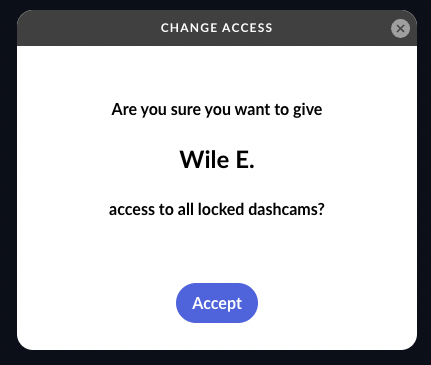 CHANGE ACCESS
Are you sure you want to give
Wile E.
access to all locked dashcams?
Accept